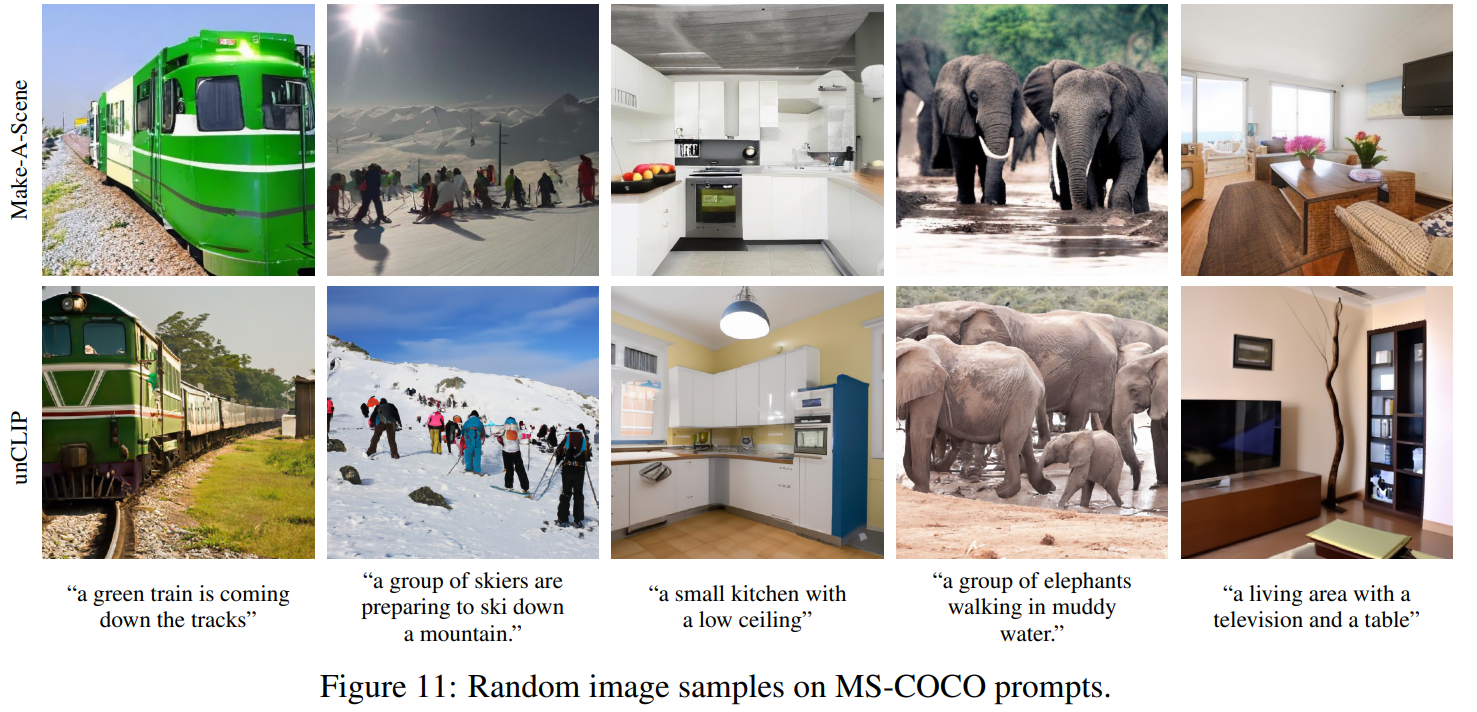 Make-A-Scene
unCLIP
“a green train is coming
down the tracks”
“a group of skiers are
preparing to ski down
a mountain.”
“a small kitchen with
a low ceiling”
“a group of elephants
walking in muddy
water.”
“a living area with a
television and a table”
Figure 11: Random image samples on MS-COCO prompts.